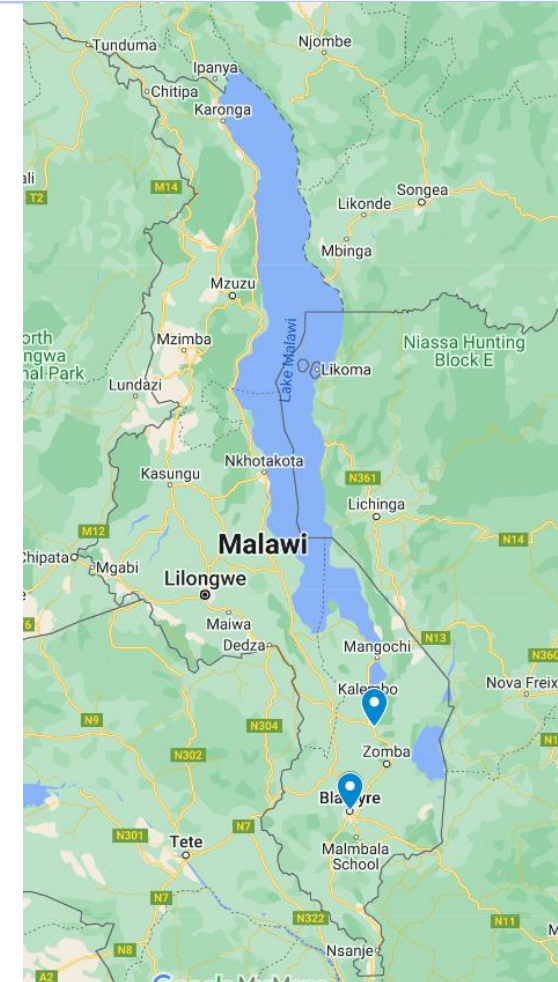 Tunduma
Njombe
Ipanya
Chitipa
Karonga
M14
T2
Songea
Likonde
Mbinga
Mzuzu
Mzimba
Lake Malawi
Niassa Hunting
Block E
Likoma
Lundazi
Nkhotakota
N361
Kasungu
Lichinga
M12
N14
Malawi
Chipata
Mgabi
Lilongwe
Maiwa
Dedza
Mangochi
N13
N360
Nova Freix
N9
N304
N302
Zomba
N301
Tete
N7
Malmbala
School
N7
N322
N11
Nsanje
N8
A2